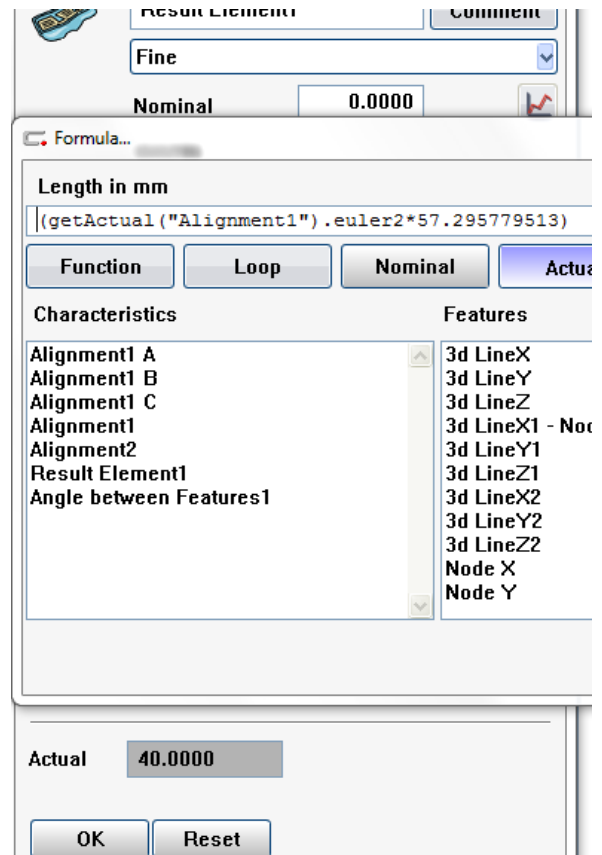 Result Element1
Comment
Fine
Nominal 0.0000
Formula...
Length in mm
(getActual("Alignment1").euler2*57.295779513)
Function Loop Nominal
Characteristics
Alignment1 A
Alignment1 B
Alignment1 C
Alignment1
Alignment2
Result Element1
Angle between Features1
Features
3d LineX
3d LineY
3d LineZ
3d LineX1 -
3d LineY1
3d LineZ1
3d LineX2
3d LineY2
3d LineZ2
Node X
Node Y
Actual 40.0000
OK Reset